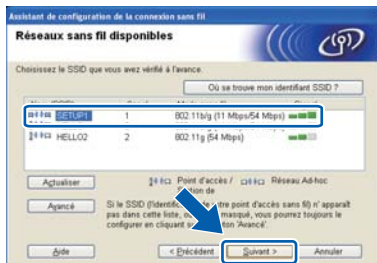 Assistant de configuration de la connexion sans fil
Réseaux sans fil disponibles
Choisissez le SSID que vous avez vérifié à l'avance.
Où se trouve mon identifiant SSID ?
SETUP1 1 802.11b/g (11 Mbps/54 Mbps)
HELLO2 2 802.11g (54 Mbps)
Actualiser
Point d'accès / Réseau Ad-hoc
de
Avancé
Si le SSID (l'identif votre point d'accès sans fil) n' apparaît
pas dans cette liste, masqué, vous pourrez toujours le
configurer en cliquant 'Avancé'.
Aide
< Précédent
Suivant >
Annuler